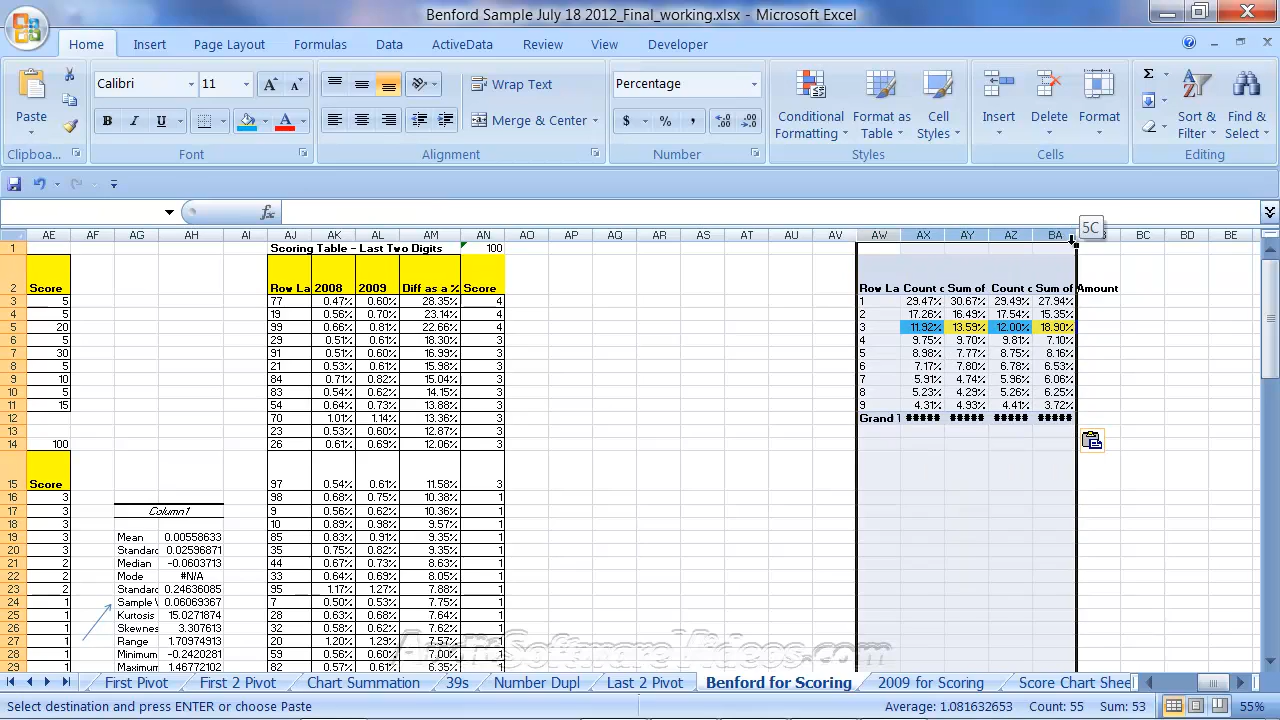 Benford Sample July 18 2012_Final_working.xlsx - Microsoft Excel
Home Insert Page Layout Formulas Data ActiveData Review View Developer
Calibri 11 Wrap Text Percentage
Paste B I U Merge & Center $ % , Conditional Formatting Format as Table Cell Styles Insert Delete Format Σ Sort & Filter Find & Select
Clipboa... Font Alignment Number Styles Cells Editing
fx
5C
AE AF AG AH AI AJ AK AL AM AN AO AP AQ AR AS AT AU AV AW AX AY AZ BA BC BD BE
1 Scoring Table - Last Two Digits 100
2 Score Row La 2008 2009 Diff as a % Score Row La Count c Sum of Count c Sum of Amount
3 5 77 0.47% 0.60% 28.35% 4 1 29.47% 30.67% 29.49% 27.94%
4 5 19 0.56% 0.70% 23.14% 4 2 17.26% 16.49% 17.54% 15.35%
5 20 99 0.66% 0.81% 22.66% 4 3 11.92% 13.59% 12.00% 18.90%
6 5 29 0.51% 0.61% 18.30% 3 4 9.75% 9.70% 9.81% 7.10%
7 30 91 0.51% 0.60% 16.99% 3 5 8.98% 7.77% 8.75% 8.16%
8 5 21 0.53% 0.61% 15.98% 3 6 7.17% 7.80% 6.78% 6.53%
9 10 84 0.71% 0.82% 15.04% 3 7 5.91% 4.74% 5.96% 6.06%
10 5 83 0.54% 0.62% 14.15% 3 8 5.23% 4.29% 5.26% 6.25%
11 15 54 0.64% 0.73% 13.86% 3 9 4.31% 4.93% 4.41% 3.72%
12 70 1.01% 1.14% 13.36% 3 Grand T ##### ##### ##### #####
13 23 0.53% 0.60% 12.87% 3
14 100 26 0.61% 0.69% 12.06% 3
15 Score 97 0.54% 0.61% 11.58% 3
16 3 98 0.68% 0.75% 10.38% 1
17 3 Column1 9 0.56% 0.62% 10.36% 1
18 3 10 0.89% 0.98% 9.57% 1
19 3 Mean 0.00558633 85 0.83% 0.91% 9.35% 1
20 3 Standarc 0.02536871 35 0.75% 0.82% 9.35% 1
21 2 Median -0.0603713 44 0.67% 0.73% 8.63% 1
22 2 Mode #N/A 33 0.64% 0.69% 8.05% 1
23 2 Standarc 0.24636085 95 1.17% 1.27% 7.88% 1
24 1 Sample V 0.06069367 7 0.50% 0.53% 7.75% 1
25 1 Kurtosis 15.0271874 28 0.63% 0.68% 7.64% 1
26 1 Skewnes 3.307613 32 0.58% 0.62% 7.61% 1
27 1 Range 1.70974913 20 1.20% 1.29% 7.57% 1
28 1 Minimum -0.2420281 59 0.56% 0.60% 7.00% 1
29 1 Maximum 1.46772102 82 0.57% 0.61% 6.35% 1
AuditSoftwareVideos.com
First Pivot First 2 Pivot Chart Summation 39s Number Dupl Last 2 Pivot Benford for Scoring 2009 for Scoring Score Chart Shee
Select destination and press ENTER or choose Paste Average: 1.081632653 Count: 55 Sum: 53 55%